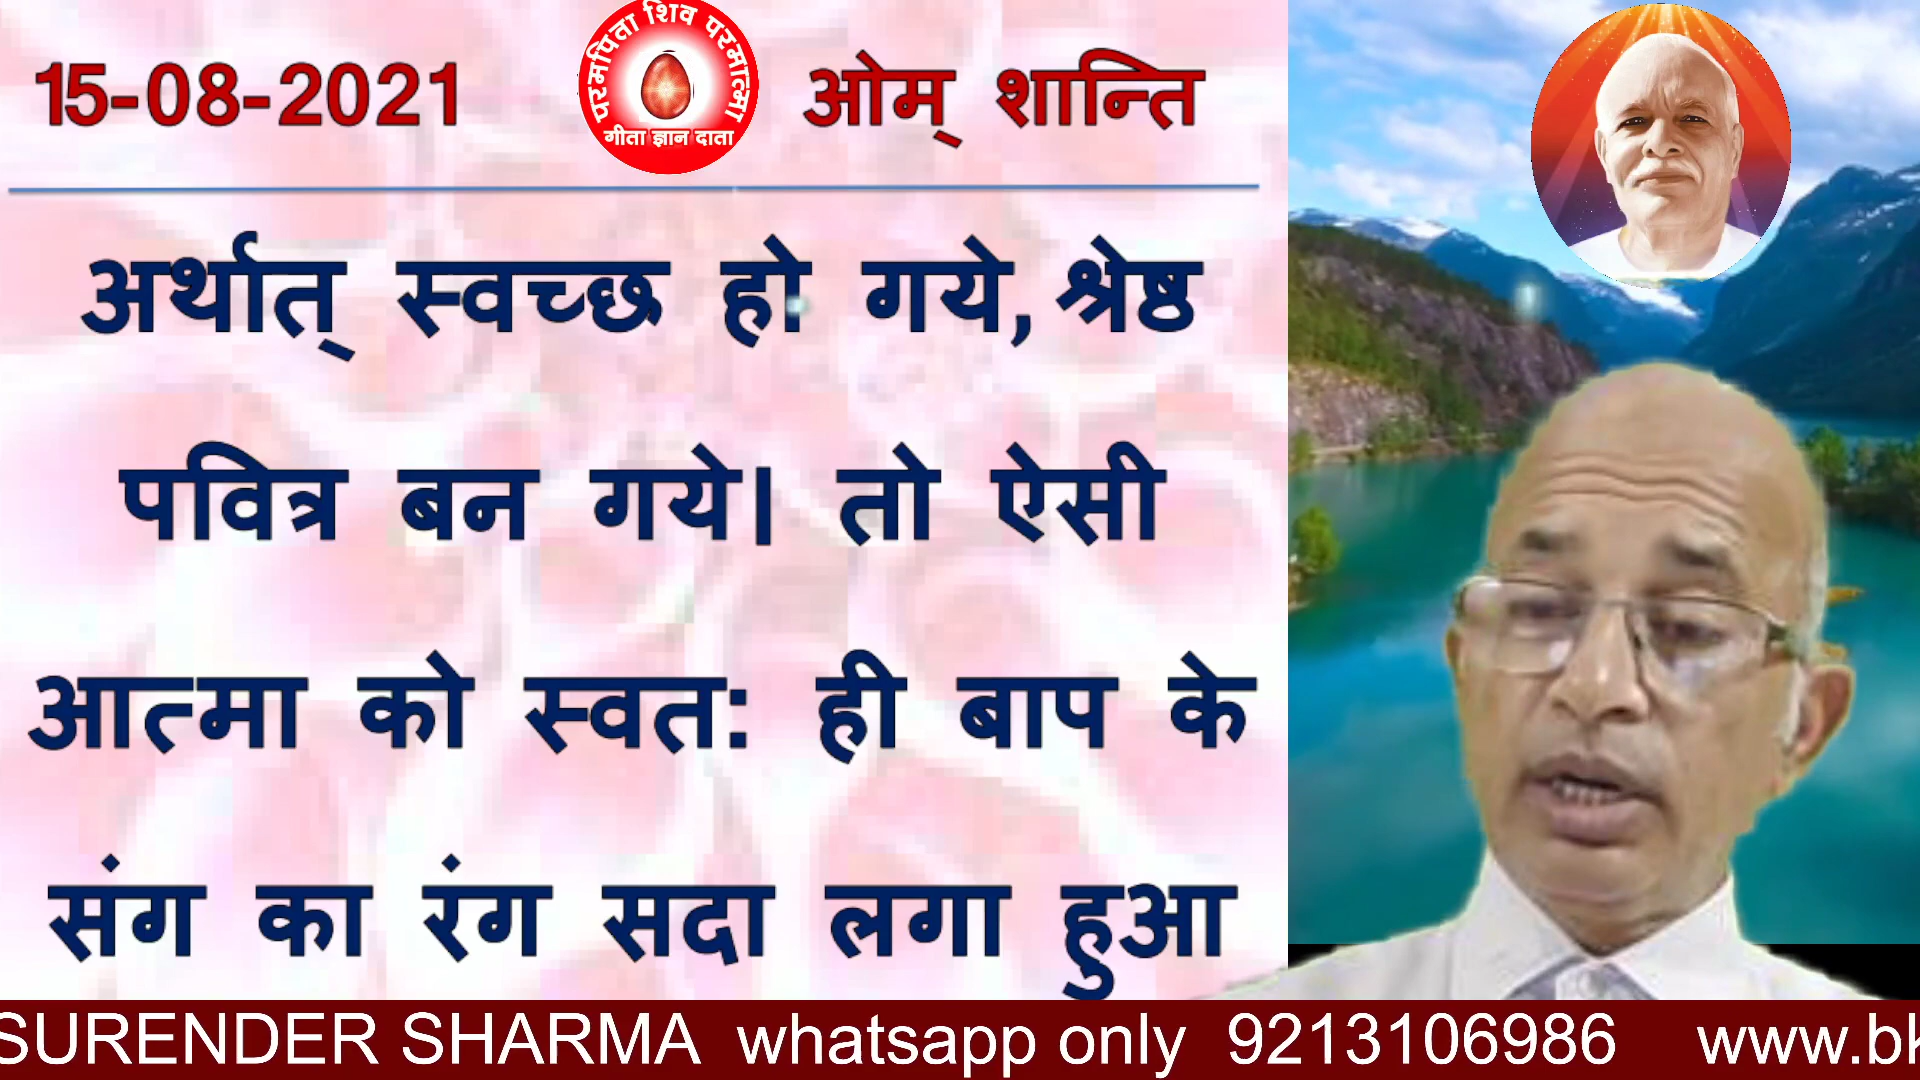 15-08-2021
परमपिता शिव परमात्मा
गीता ज्ञान दाता
ओम् शान्ति
अर्थात् स्वच्छ हो गये, श्रेष्ठ
पवित्र बन गये। तो ऐसी
आत्मा को स्वत: ही बाप के
संग का रंग सदा लगा हुआ
SURENDER SHARMA whatsapp only 9213106986 www.bk